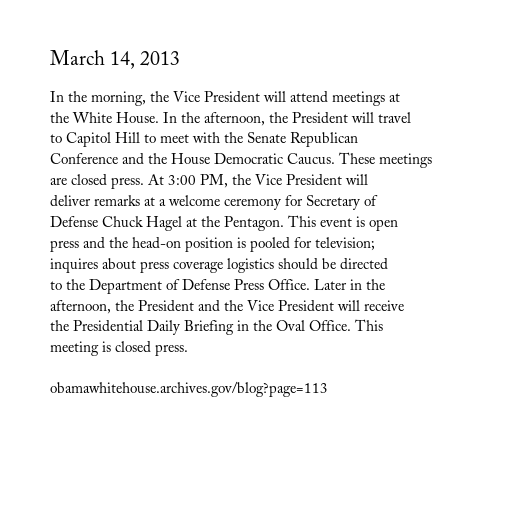 March 14, 2013
In the morning, the Vice President will attend meetings at
the White House. In the afternoon, the President will travel
to Capitol Hill to meet with the Senate Republican
Conference and the House Democratic Caucus. These meetings
are closed press. At 3:00 PM, the Vice President will
deliver remarks at a welcome ceremony for Secretary of
Defense Chuck Hagel at the Pentagon. This event is open
press and the head-on position is pooled for television;
inquires about press coverage logistics should be directed
to the Department of Defense Press Office. Later in the
afternoon, the President and the Vice President will receive
the Presidential Daily Briefing in the Oval Office. This
meeting is closed press.
obamawhitehouse.archives.gov/blog?page=113